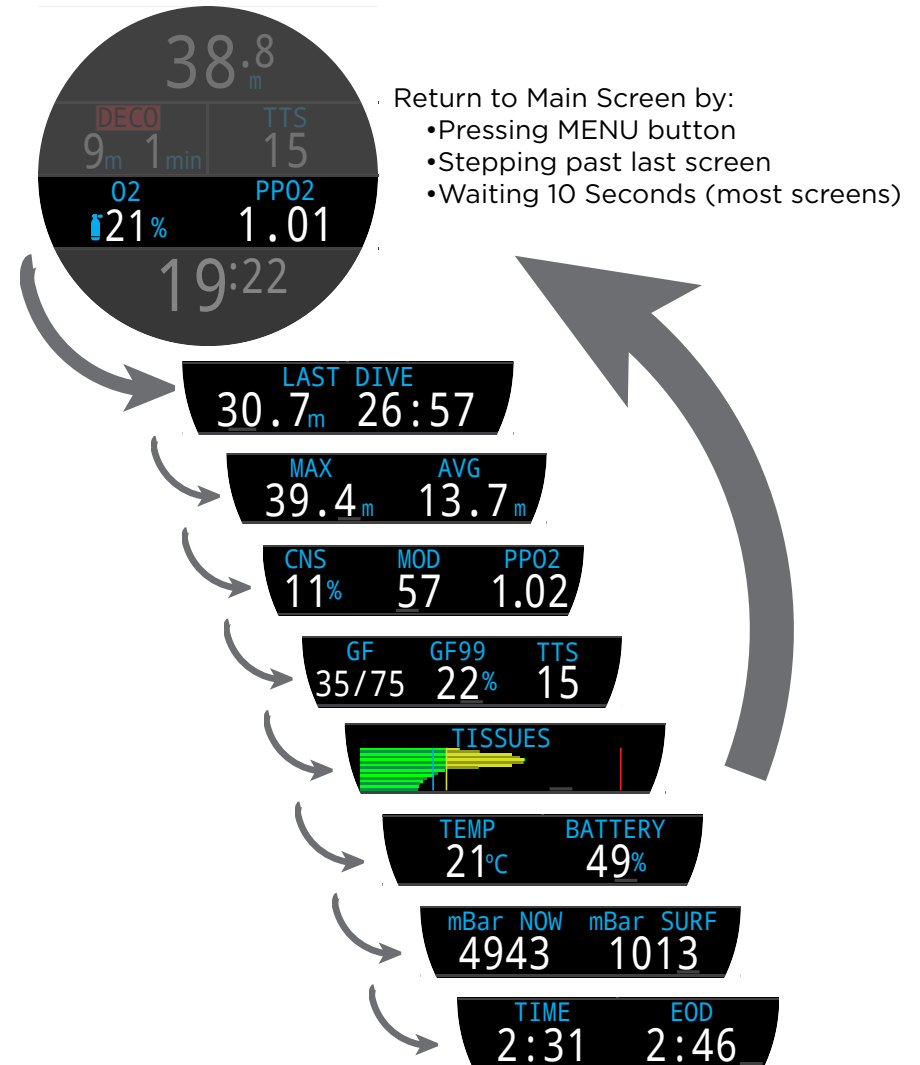 38.8
m
DECO TTS
9m 1min 15
O2 PPO2
21% 1.01
19:22
Return to Main Screen by:
•Pressing MENU button
•Stepping past last screen
•Waiting 10 Seconds (most screens)
LAST DIVE
30.7m 26:57
MAX AVG
39.4m 13.7m
CNS MOD PPO2
11% 57 1.02
GF GF99 TTS
35/75 22% 15
TISSUES
TEMP BATTERY
21ºC 49%
mBar NOW mBar SURF
4943 1013
TIME EOD
2:31 2:46